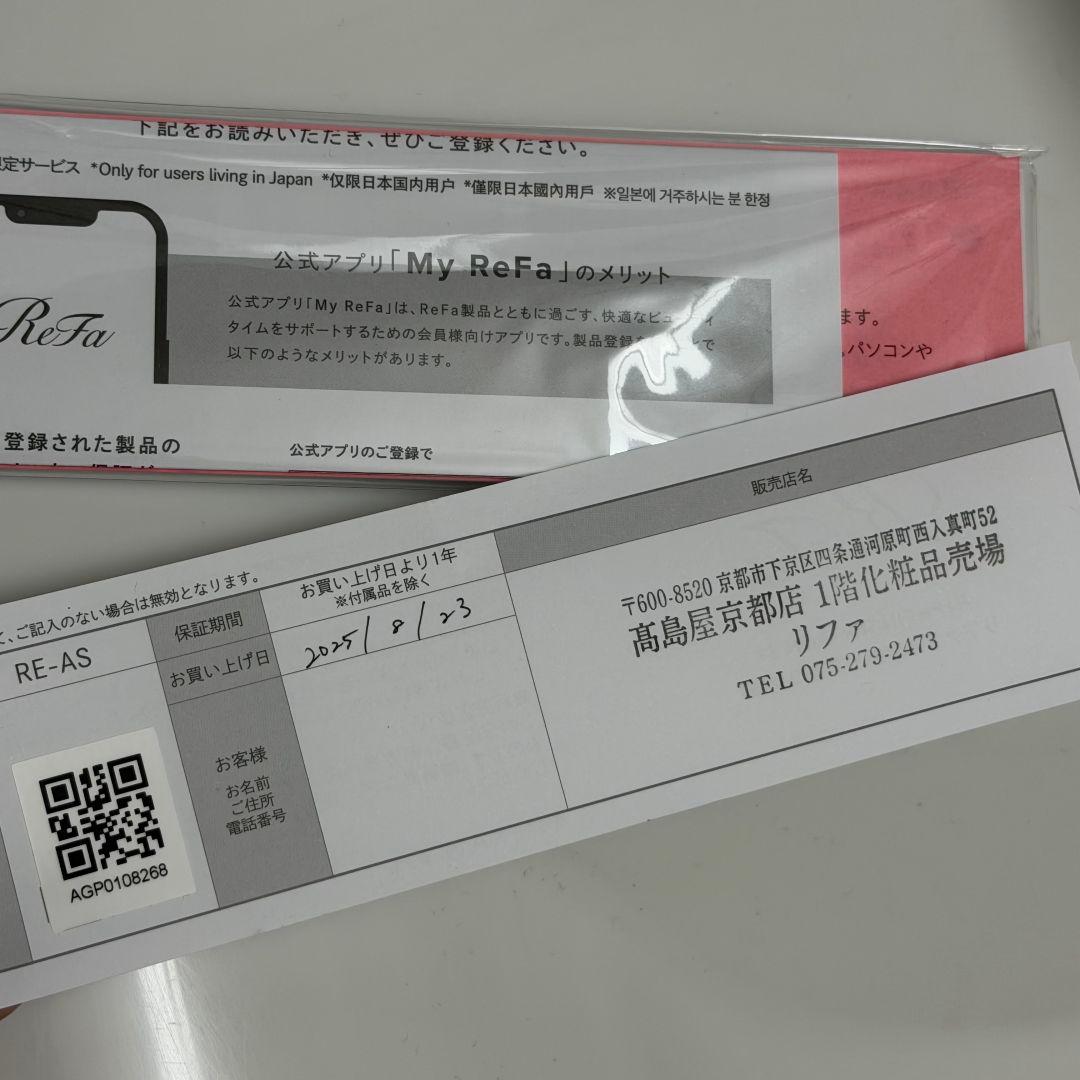 下記をお読みいただき、ぜひご登録ください。
定サービス *Only for users living in Japan *仅限日本国内用户 *僅限日本國內用戶 ※일본에 거주하시는 분 한정
公式アプリ「My ReFa」のメリット
公式アプリ「My ReFa」は、ReFa製品とともに過ごす、快適なビューティ
タイムをサポートするための会員様向けアプリです。製品登録を
以下のようなメリットがあります。
ReFa
ます。
パソコンや
登録された製品の
公式アプリのご登録で
ご記入のない場合は無効となります。
RE-AS
AGP0108268
保証期間
お買い上げ日より1年
※付属品を除く
お買い上げ日
2025/8/23
お客様
お名前
ご住所
電話番号
販売店名
〒600-8520 京都市下京区四条通河原町西入真町52
髙島屋京都店 1階化粧品売場
リファ
TEL 075-279-2473